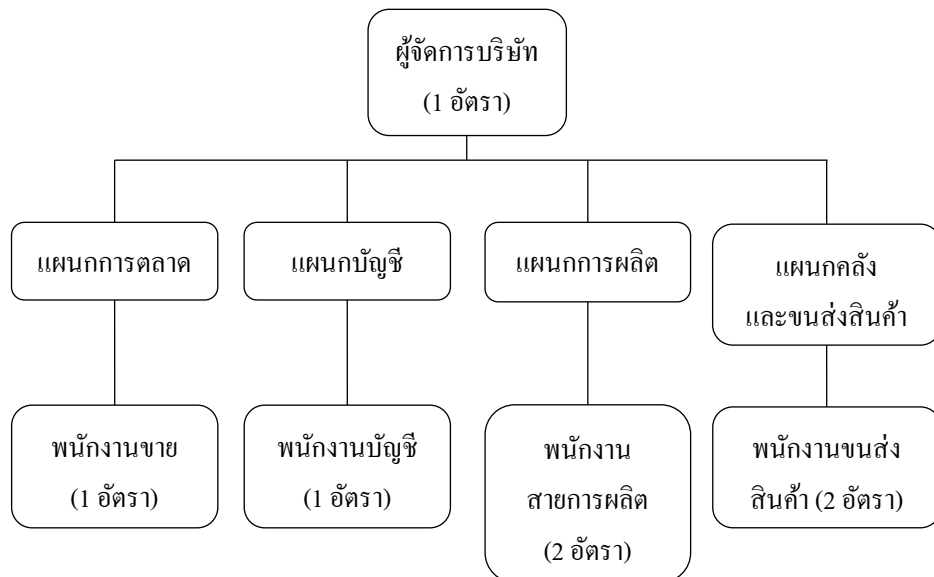 ผู้จัดการบริษัท
(1 อัตรา)
แผนกการตลาด
แผนกบัญชี
แผนกการผลิต
แผนกคลัง
และขนส่งสินค้า
พนักงานขาย
(1 อัตรา)
พนักงานบัญชี
(1 อัตรา)
พนักงาน
สายการผลิต
(2 อัตรา)
พนักงานขนส่ง
สินค้า (2 อัตรา)